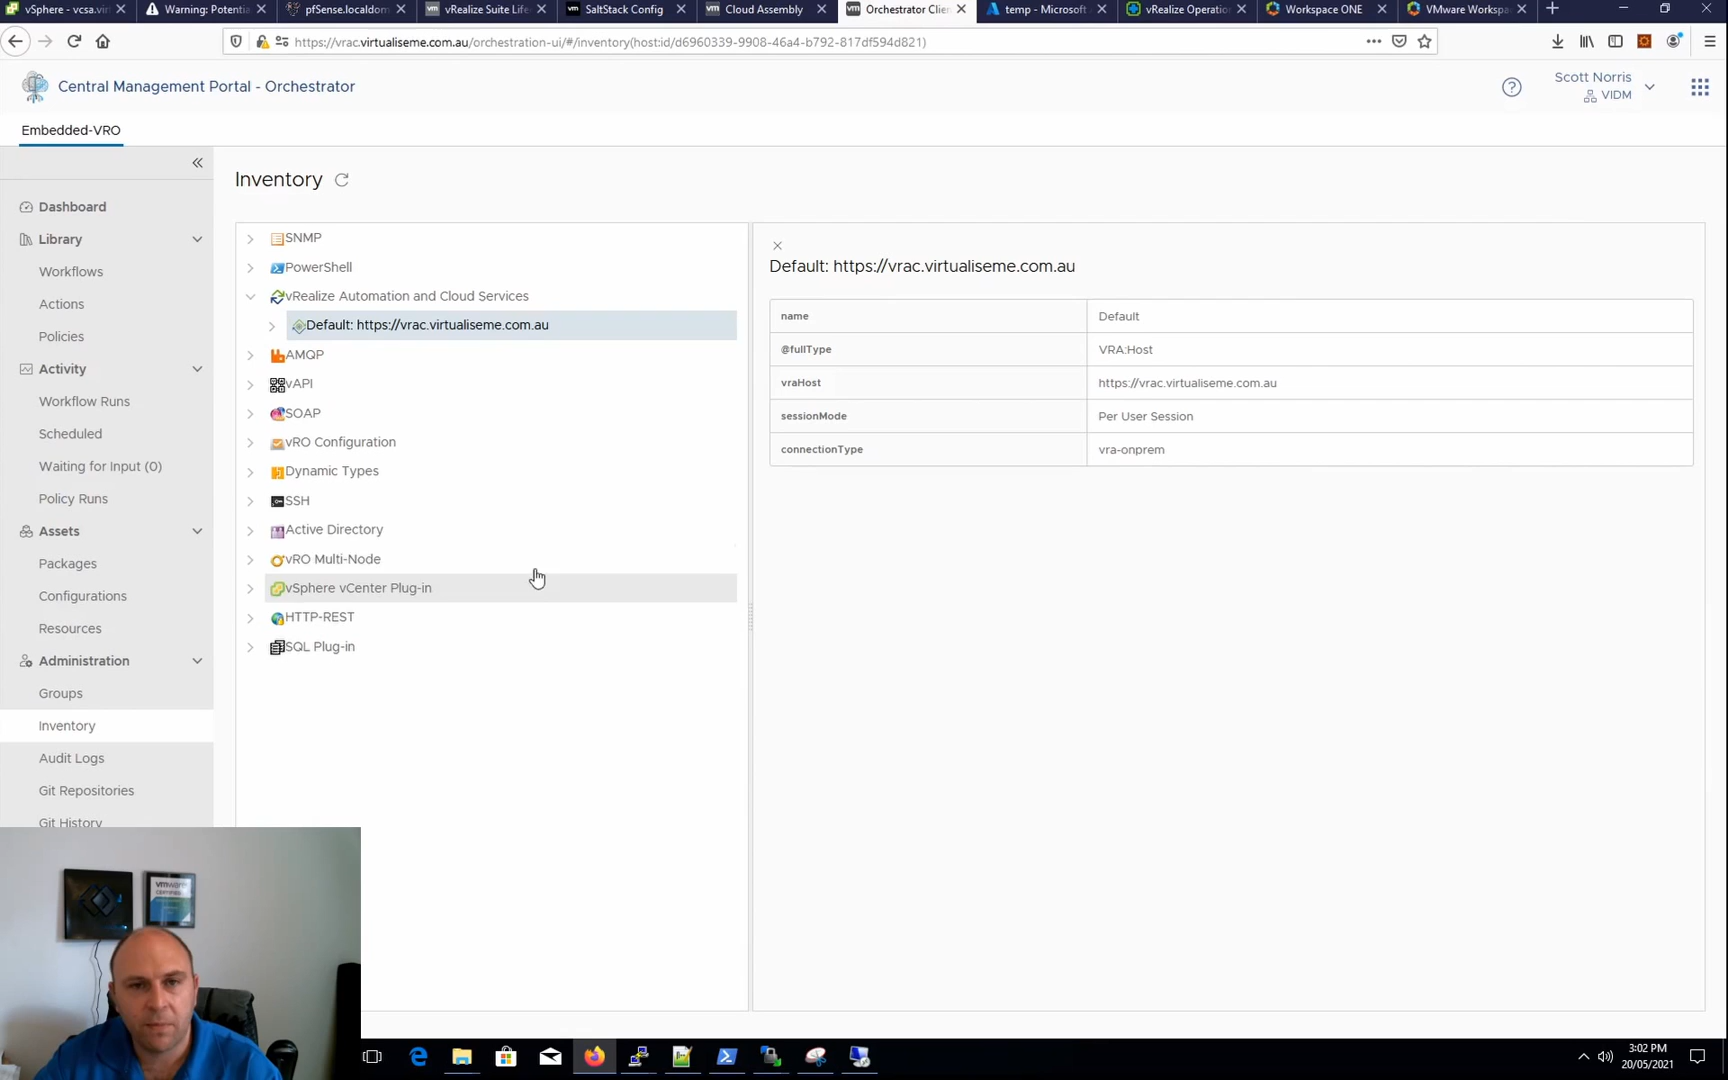 vSphere - vcsa.vir
Warning: Potentia
pfSense.localdom
vRealize Suite Life
SaltStack Config
Cloud Assembly
Orchestrator Clien
temp - Microsoft
vRealize Operation
Workspace ONE
VMware Workspa
https://vrac.virtualiseme.com.au/orchestration-ui/#/inventory(host:id/d6960339-9908-46a4-b792-817df594d821)
Central Management Portal - Orchestrator
Scott Norris
VIDM
Embedded-VRO
Dashboard
Library
Workflows
Actions
Policies
Activity
Workflow Runs
Scheduled
Waiting for Input (0)
Policy Runs
Assets
Packages
Configurations
Resources
Administration
Groups
Inventory
Audit Logs
Git Repositories
Git History
Inventory
SNMP
PowerShell
vRealize Automation and Cloud Services
Default: https://vrac.virtualiseme.com.au
AMQP
vAPI
SOAP
vRO Configuration
Dynamic Types
SSH
Active Directory
vRO Multi-Node
vSphere vCenter Plug-in
HTTP-REST
SQL Plug-in
Default: https://vrac.virtualiseme.com.au
name Default
@fullType VRA:Host
vraHost https://vrac.virtualiseme.com.au
sessionMode Per User Session
connectionType vra-onprem
vmware
3:02 PM
20/05/2021